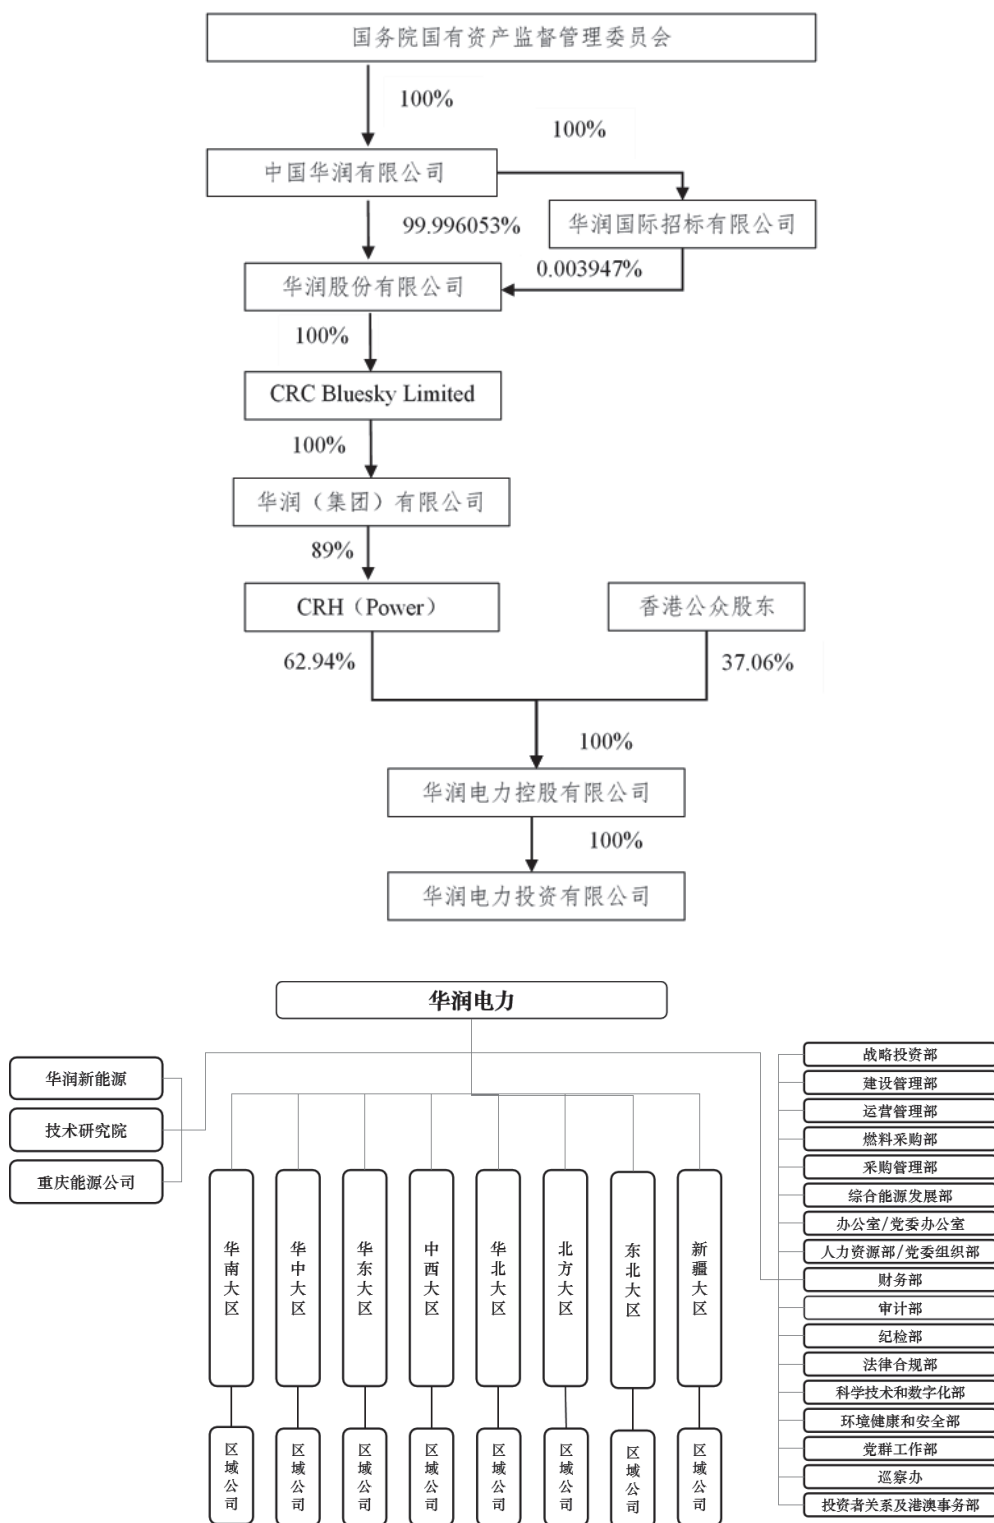 国务院国有资产监督管理委员会
100%
100%
中国华润有限公司
99.996053%
华润国际招标有限公司
0.003947%
华润股份有限公司
100%
CRC Bluesky Limited
100%
华润（集团）有限公司
89%
CRH（Power）
香港公众股东
62.94%
37.06%
100%
华润电力控股有限公司
100%
华润电力投资有限公司
华润电力
华润新能源
技术研究院
重庆能源公司
华南大区
华中大区
华东大区
中西大区
华北大区
北方大区
东北大区
新疆大区
区域公司
区域公司
区域公司
区域公司
区域公司
区域公司
区域公司
区域公司
战略投资部
建设管理部
运营管理部
燃料采购部
采购管理部
综合能源发展部
办公室/党委办公室
人力资源部/党委组织部
财务部
审计部
纪检部
法律合规部
科学技术和数字化部
环境健康和安全部
党群工作部
巡察办
投资者关系及港澳事务部